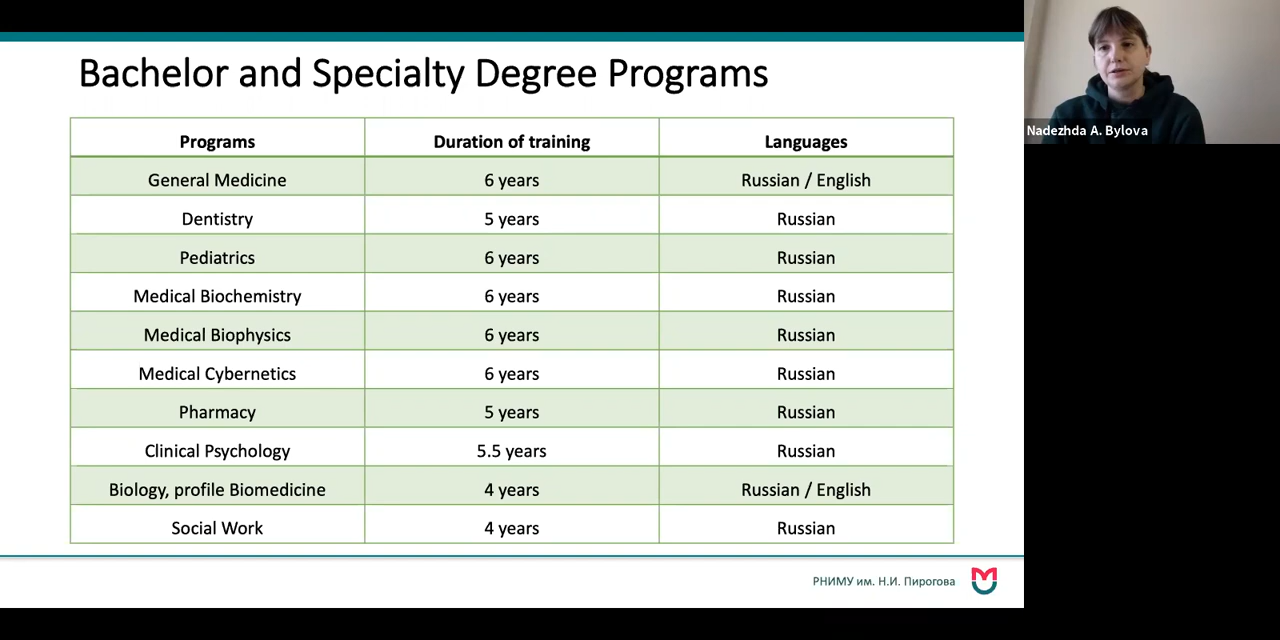 Bachelor and Specialty Degree Programs
Programs Duration of training Languages
General Medicine 6 years Russian / English
Dentistry 5 years Russian
Pediatrics 6 years Russian
Medical Biochemistry 6 years Russian
Medical Biophysics 6 years Russian
Medical Cybernetics 6 years Russian
Pharmacy 5 years Russian
Clinical Psychology 5.5 years Russian
Biology, profile Biomedicine 4 years Russian / English
Social Work 4 years Russian
РНИМУ им. Н.И. Пирогова
Nadezhda A. Bylova